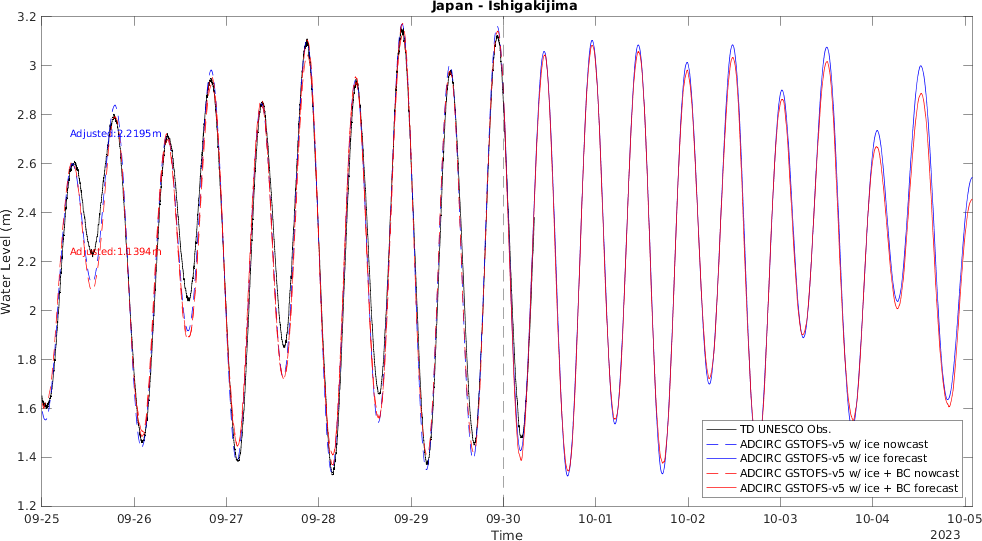 Japan - Ishigakijima
3.2
3
2.8
2.6
2.4
2.2
2
1.8
1.6
1.4
1.2
Water Level (m)
Adjusted:2.2195m
Adjusted:1.1394m
TD UNESCO Obs.
ADCIRC GSTOFS-v5 w/ ice nowcast
ADCIRC GSTOFS-v5 w/ ice forecast
ADCIRC GSTOFS-v5 w/ ice + BC nowcast
ADCIRC GSTOFS-v5 w/ ice + BC forecast
09-25 09-26 09-27 09-28 09-29 09-30 10-01 10-02 10-03 10-04 10-05
Time
2023